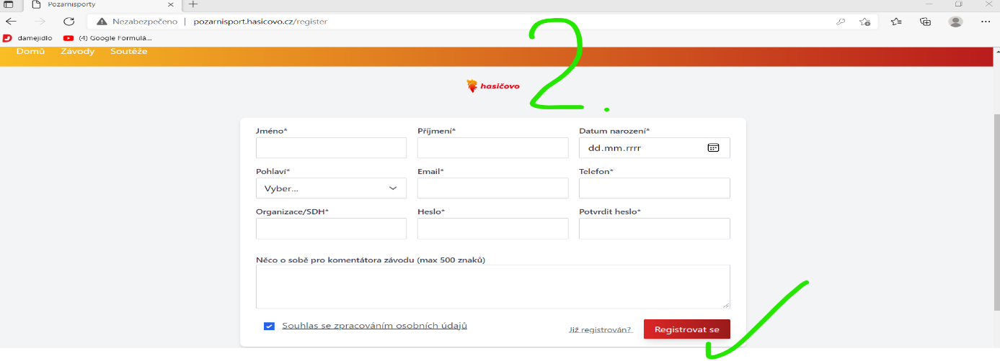 Pozarnisporty
Nezabezpečeno | pozarnisport.hasicovo.cz/register
damejidlo (4) Google Formulá...
Domů Závody Soutěže
2.
hasičovo
Jméno* Příjmení* Datum narození*
dd.mm.rrrr
Pohlaví* Email* Telefon*
Vyber...
Organizace/SDH* Heslo* Potvrdit heslo*
Něco o sobě pro komentátora závodu (max 500 znaků)
Souhlas se zpracováním osobních údajů Již registrován? Registrovat se